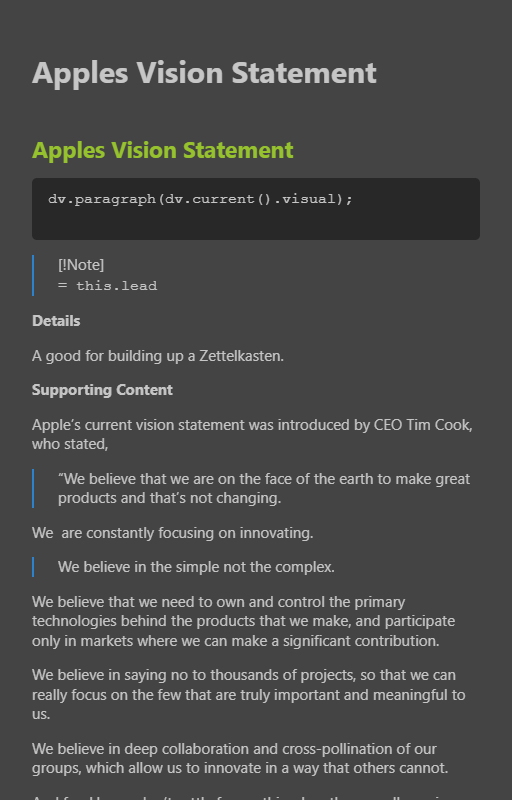 Apples Vision Statement
Apples Vision Statement
dv.paragraph(dv.current().visual);
[!Note]
= this.lead
Details
A good for building up a Zettelkasten.
Supporting Content
Apple’s current vision statement was introduced by CEO Tim Cook,
who stated,
“We believe that we are on the face of the earth to make great
products and that’s not changing.
We  are constantly focusing on innovating.
We believe in the simple not the complex.
We believe that we need to own and control the primary
technologies behind the products that we make, and participate
only in markets where we can make a significant contribution.
We believe in saying no to thousands of projects, so that we can
really focus on the few that are truly important and meaningful to
us.
We believe in deep collaboration and cross-pollination of our
groups, which allow us to innovate in a way that others cannot.